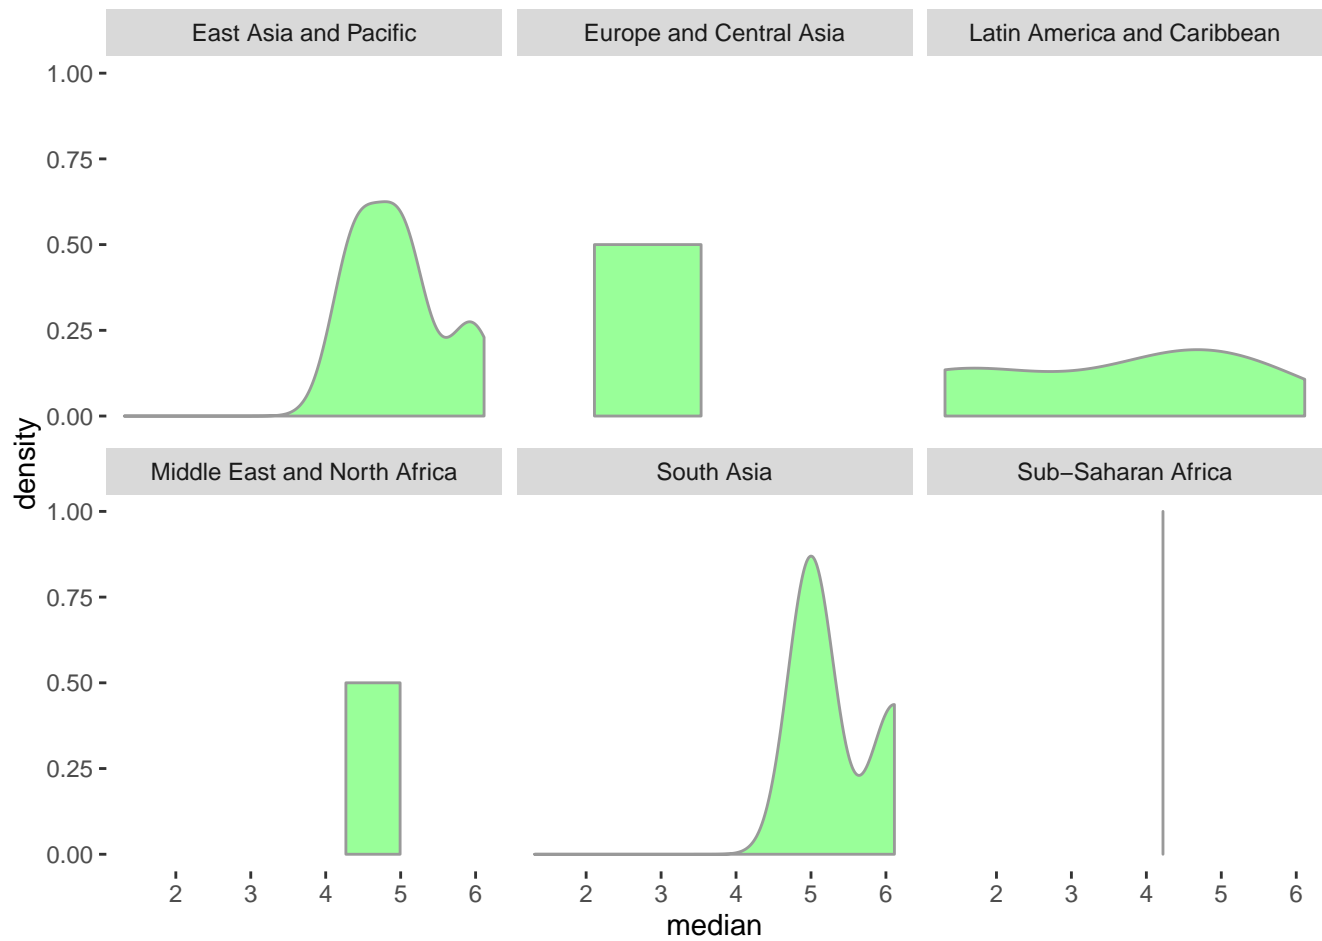 East Asia and Pacific
Europe and Central Asia
Latin America and Caribbean
1.00
0.75
0.50
0.25
0.00
density
Middle East and North Africa
South Asia
Sub−Saharan Africa
1.00
0.75
0.50
0.25
0.00
2 3 4 5 6
2 3 4 5 6
2 3 4 5 6
median